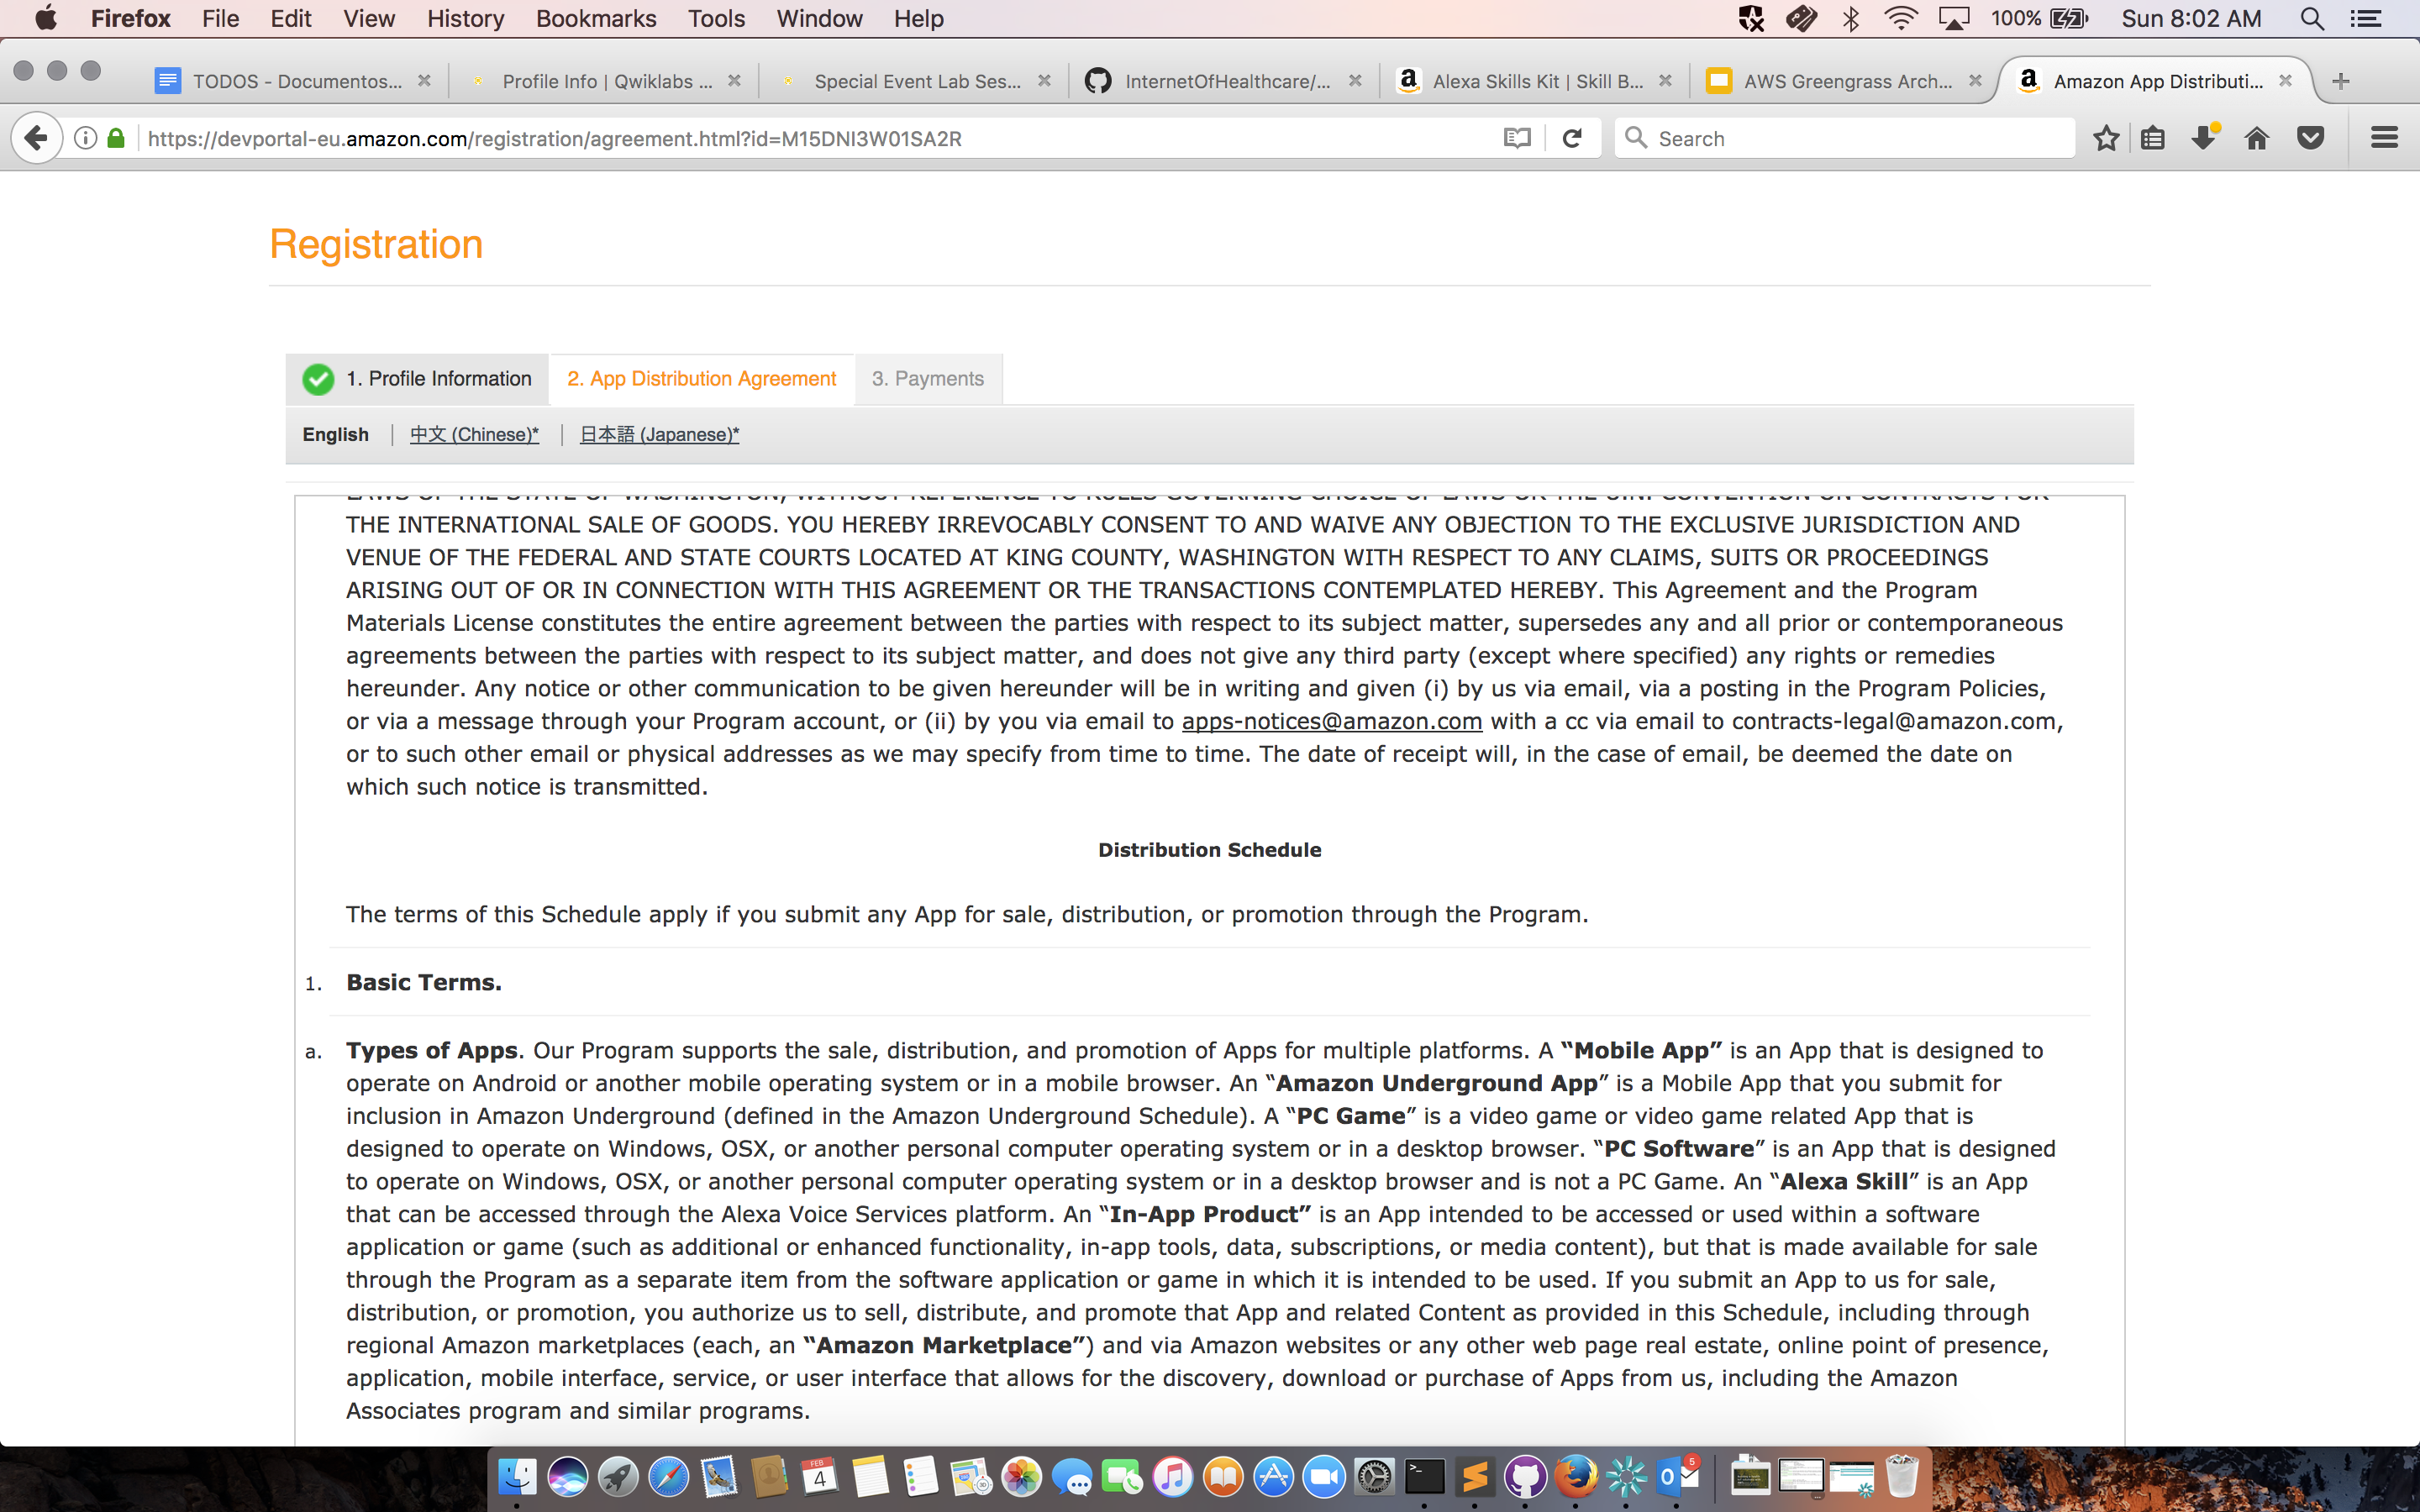 Firefox File Edit View History Bookmarks Tools Window Help 100% Sun 8:02 AM
TODOS - Documentos... Profile Info | Qwiklabs ... Special Event Lab Ses... InternetOfHealthcare/... Alexa Skills Kit | Skill B... AWS Greengrass Arch... Amazon App Distributi...
https://devportal-eu.amazon.com/registration/agreement.html?id=M15DNI3W01SA2R Search
Registration
1. Profile Information 2. App Distribution Agreement 3. Payments
English 中文 (Chinese)* 日本語 (Japanese)*
LAWS OF THE STATE OF WASHINGTON, WITHOUT REFERENCE TO RULES GOVERNING CHOICE OF LAWS OR THE U.N. CONVENTION ON CONTRACTS FOR
THE INTERNATIONAL SALE OF GOODS. YOU HEREBY IRREVOCABLY CONSENT TO AND WAIVE ANY OBJECTION TO THE EXCLUSIVE JURISDICTION AND
VENUE OF THE FEDERAL AND STATE COURTS LOCATED AT KING COUNTY, WASHINGTON WITH RESPECT TO ANY CLAIMS, SUITS OR PROCEEDINGS
ARISING OUT OF OR IN CONNECTION WITH THIS AGREEMENT OR THE TRANSACTIONS CONTEMPLATED HEREBY. This Agreement and the Program
Materials License constitutes the entire agreement between the parties with respect to its subject matter, supersedes any and all prior or contemporaneous
agreements between the parties with respect to its subject matter, and does not give any third party (except where specified) any rights or remedies
hereunder. Any notice or other communication to be given hereunder will be in writing and given (i) by us via email, via a posting in the Program Policies,
or via a message through your Program account, or (ii) by you via email to apps-notices@amazon.com with a cc via email to contracts-legal@amazon.com,
or to such other email or physical addresses as we may specify from time to time. The date of receipt will, in the case of email, be deemed the date on
which such notice is transmitted.
Distribution Schedule
The terms of this Schedule apply if you submit any App for sale, distribution, or promotion through the Program.
1. Basic Terms.
a. Types of Apps. Our Program supports the sale, distribution, and promotion of Apps for multiple platforms. A “Mobile App” is an App that is designed to
operate on Android or another mobile operating system or in a mobile browser. An “Amazon Underground App” is a Mobile App that you submit for
inclusion in Amazon Underground (defined in the Amazon Underground Schedule). A “PC Game” is a video game or video game related App that is
designed to operate on Windows, OSX, or another personal computer operating system or in a desktop browser. “PC Software” is an App that is designed
to operate on Windows, OSX, or another personal computer operating system or in a desktop browser and is not a PC Game. An “Alexa Skill” is an App
that can be accessed through the Alexa Voice Services platform. An “In-App Product” is an App intended to be accessed or used within a software
application or game (such as additional or enhanced functionality, in-app tools, data, subscriptions, or media content), but that is made available for sale
through the Program as a separate item from the software application or game in which it is intended to be used. If you submit an App to us for sale,
distribution, or promotion, you authorize us to sell, distribute, and promote that App and related Content as provided in this Schedule, including through
regional Amazon marketplaces (each, an “Amazon Marketplace”) and via Amazon websites or any other web page real estate, online point of presence,
application, mobile interface, service, or user interface that allows for the discovery, download or purchase of Apps from us, including the Amazon
Associates program and similar programs.
FEB
4
5